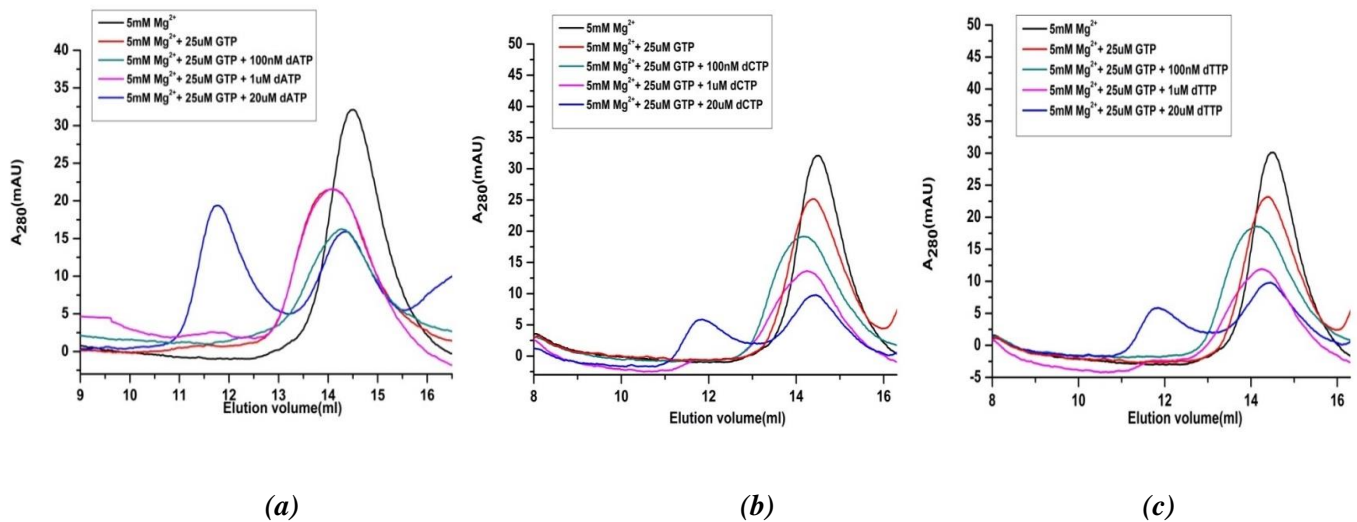 5mM Mg²⁺
5mM Mg²⁺ + 25uM GTP
5mM Mg²⁺ + 25uM GTP + 100nM dATP
5mM Mg²⁺ + 25uM GTP + 1uM dATP
5mM Mg²⁺ + 25uM GTP + 20uM dATP
40
35
30
25
20
15
10
5
0
A₂₈₀(mAU)
9 10 11 12 13 14 15 16
Elution volume(ml)
(a)
5mM Mg²⁺
5mM Mg²⁺ + 25uM GTP
5mM Mg²⁺ + 25uM GTP + 100nM dCTP
5mM Mg²⁺ + 25uM GTP + 1uM dCTP
5mM Mg²⁺ + 25uM GTP + 20uM dCTP
50
45
40
35
30
25
20
15
10
5
0
A₂₈₀(mAU)
8 10 12 14 16
Elution volume(ml)
(b)
5mM Mg²⁺
5mM Mg²⁺ + 25uM GTP
5mM Mg²⁺ + 25uM GTP + 100nM dTTP
5mM Mg²⁺ + 25uM GTP + 1uM dTTP
5mM Mg²⁺ + 25uM GTP + 20uM dTTP
50
45
40
35
30
25
20
15
10
5
0
-5
A₂₈₀(mAU)
8 10 12 14 16
Elution volume(ml)
(c)